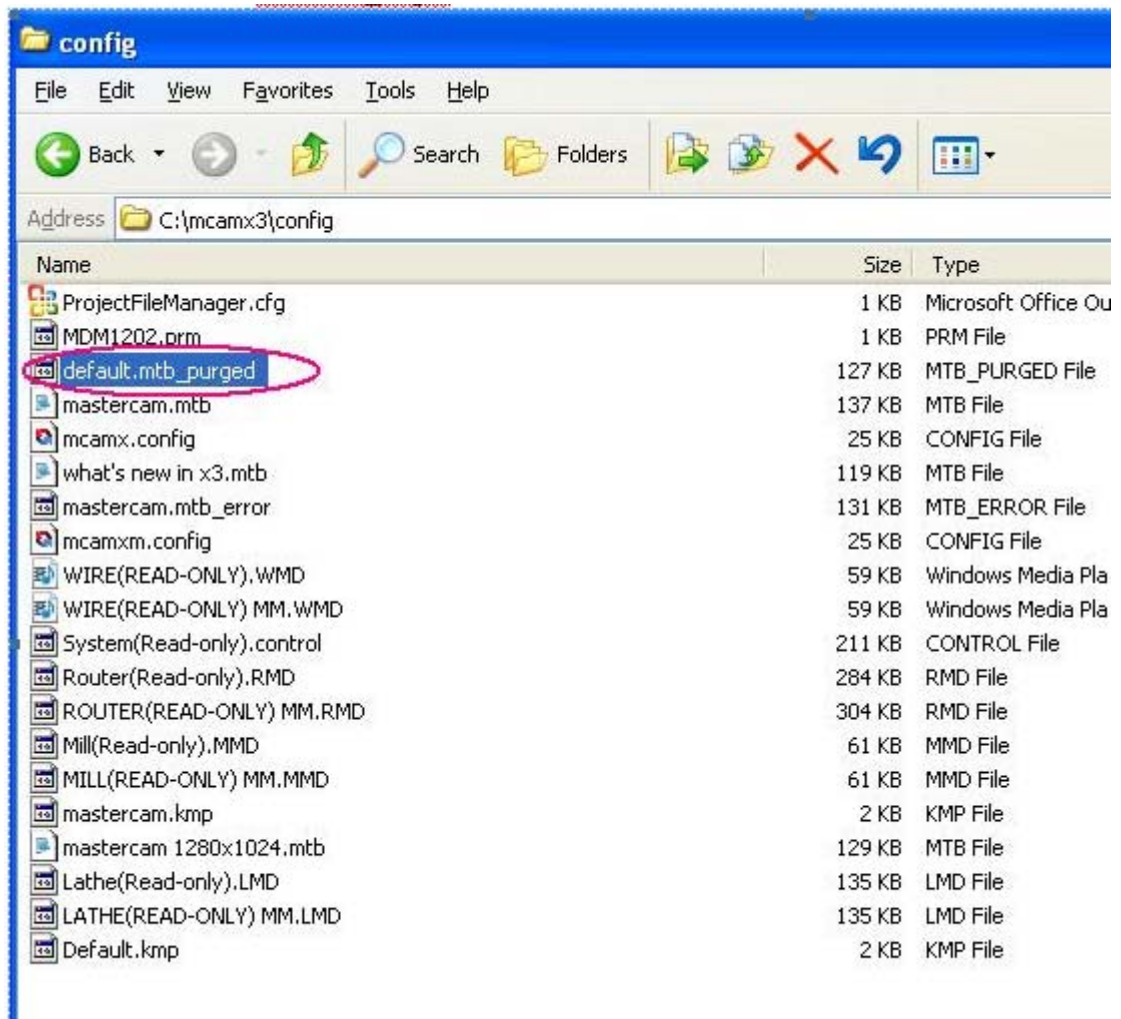 config
File Edit View Favorites Tools Help
Back Search Folders
Address C:\mcamx3\config
Name Size Type
ProjectFileManager.cfg 1 KB Microsoft Office Ou
MDM1202.prm 1 KB PRM File
default.mtb_purged 127 KB MTB_PURGED File
mastercam.mtb 137 KB MTB File
mcamx.config 25 KB CONFIG File
what's new in x3.mtb 119 KB MTB File
mastercam.mtb_error 131 KB MTB_ERROR File
mcamxm.config 25 KB CONFIG File
WIRE(READ-ONLY).WMD 59 KB Windows Media Pla
WIRE(READ-ONLY) MM.WMD 59 KB Windows Media Pla
System(Read-only).control 211 KB CONTROL File
Router(Read-only).RMD 284 KB RMD File
ROUTER(READ-ONLY) MM.RMD 304 KB RMD File
Mill(Read-only).MMD 61 KB MMD File
MILL(READ-ONLY) MM.MMD 61 KB MMD File
mastercam.kmp 2 KB KMP File
mastercam 1280x1024.mtb 129 KB MTB File
Lathe(Read-only).LMD 135 KB LMD File
LATHE(READ-ONLY) MM.LMD 135 KB LMD File
Default.kmp 2 KB KMP File